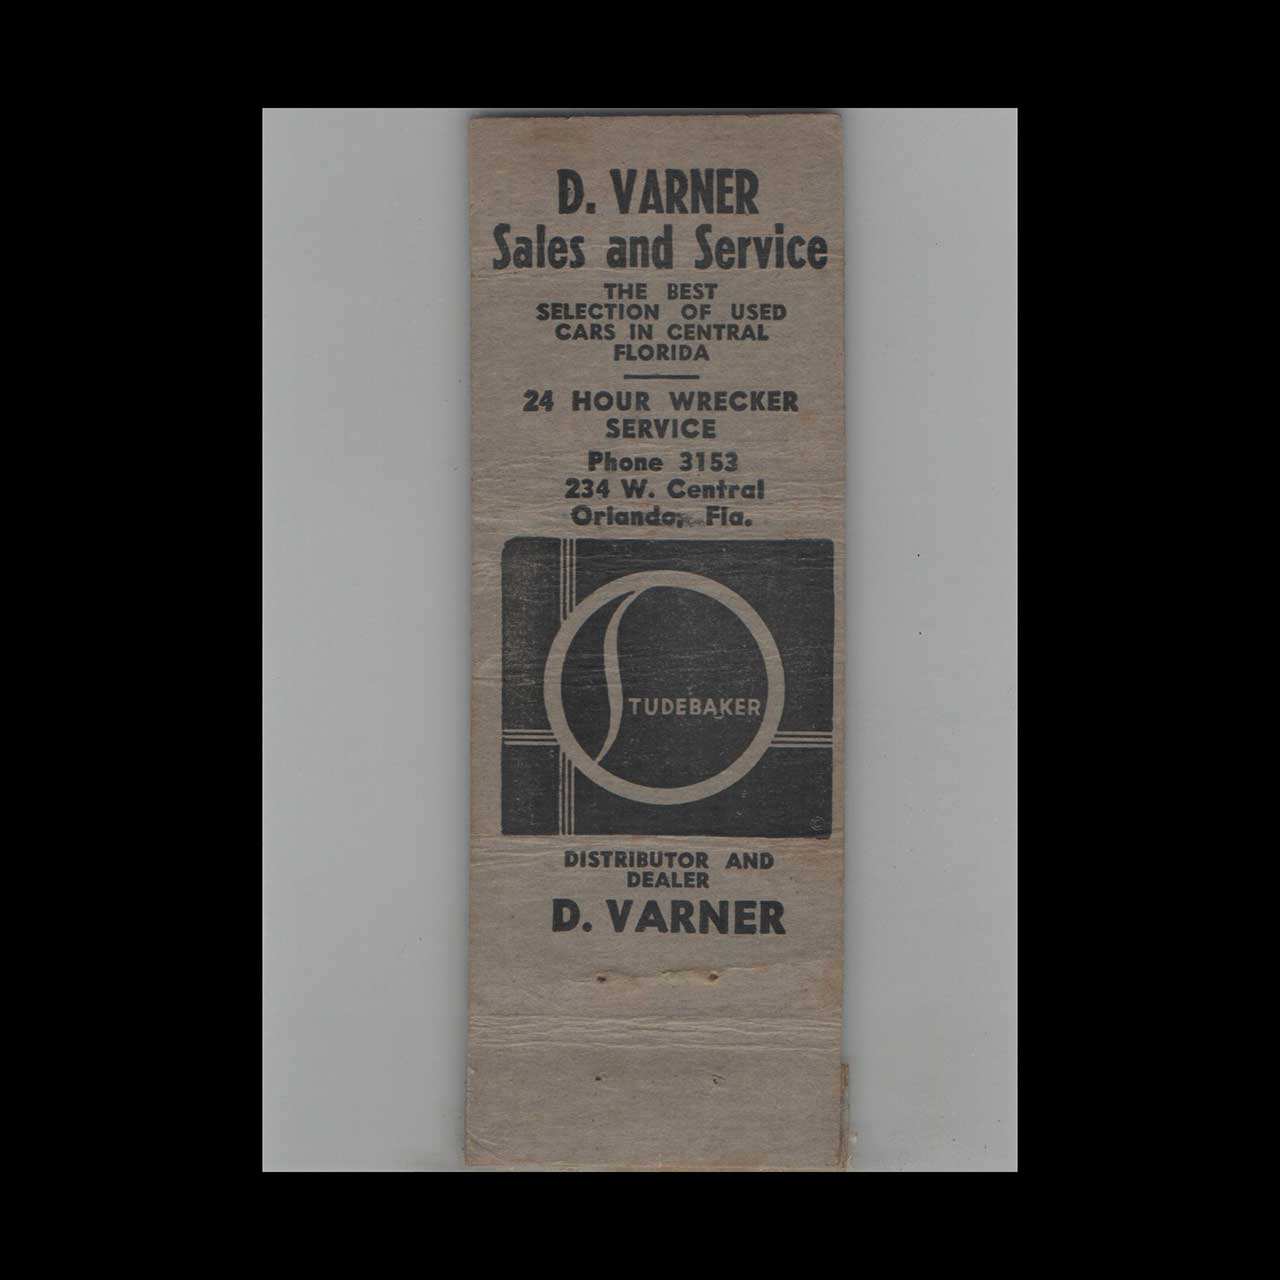 D. VARNER
Sales and Service
THE BEST
SELECTION OF USED
CARS IN CENTRAL
FLORIDA
24 HOUR WRECKER
SERVICE
Phone 3153
234 W. Central
Orlando, Fla.
STUDEBAKER
©
DISTRIBUTOR AND
DEALER
D. VARNER